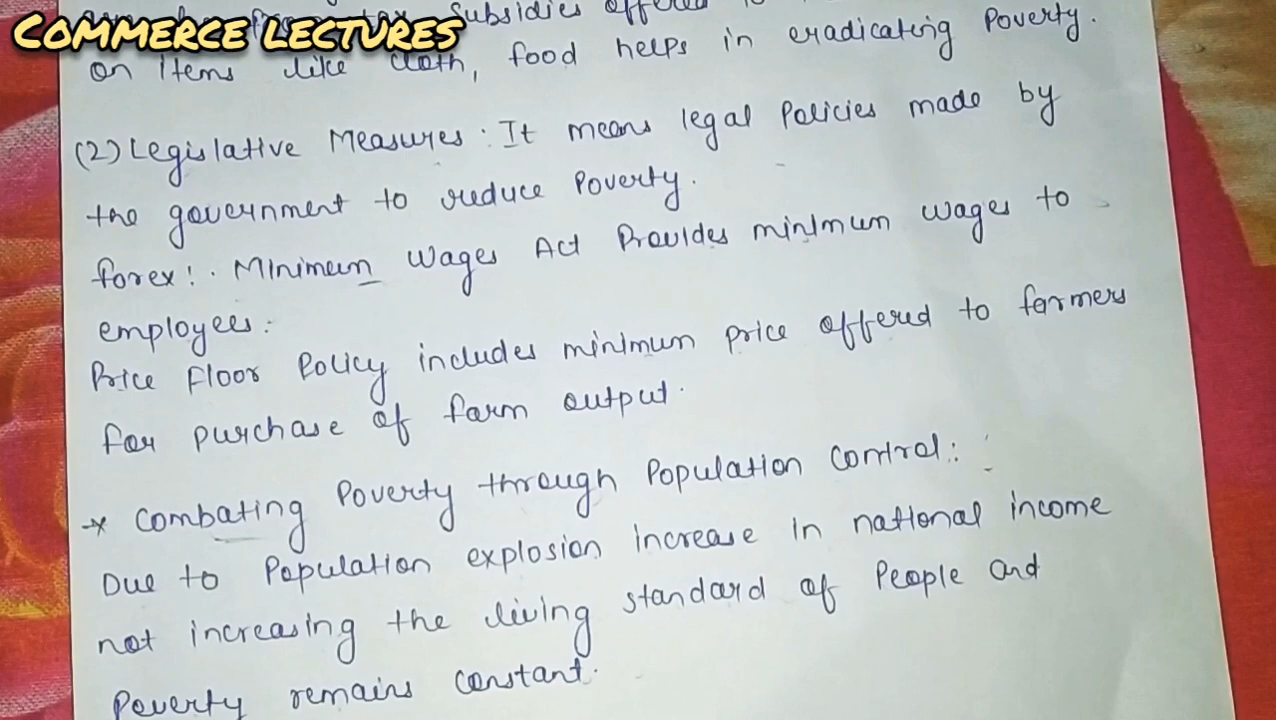 COMMERCE LECTURES
Subsidies offered
on items like cloth, food helps in eradicating Poverty.
(2) Legislative Measures : It means legal Policies made by
the government to reduce Poverty.
forex! . Minimum Wages Act Provides minimum wages to
employees.
Price Floor Policy includes minimum price offered to farmers
for purchase of farm output.
* Combating Poverty through Population Control :
Due to Population explosion increase in national income
not increasing the living standard of People and
Poverty remains constant.